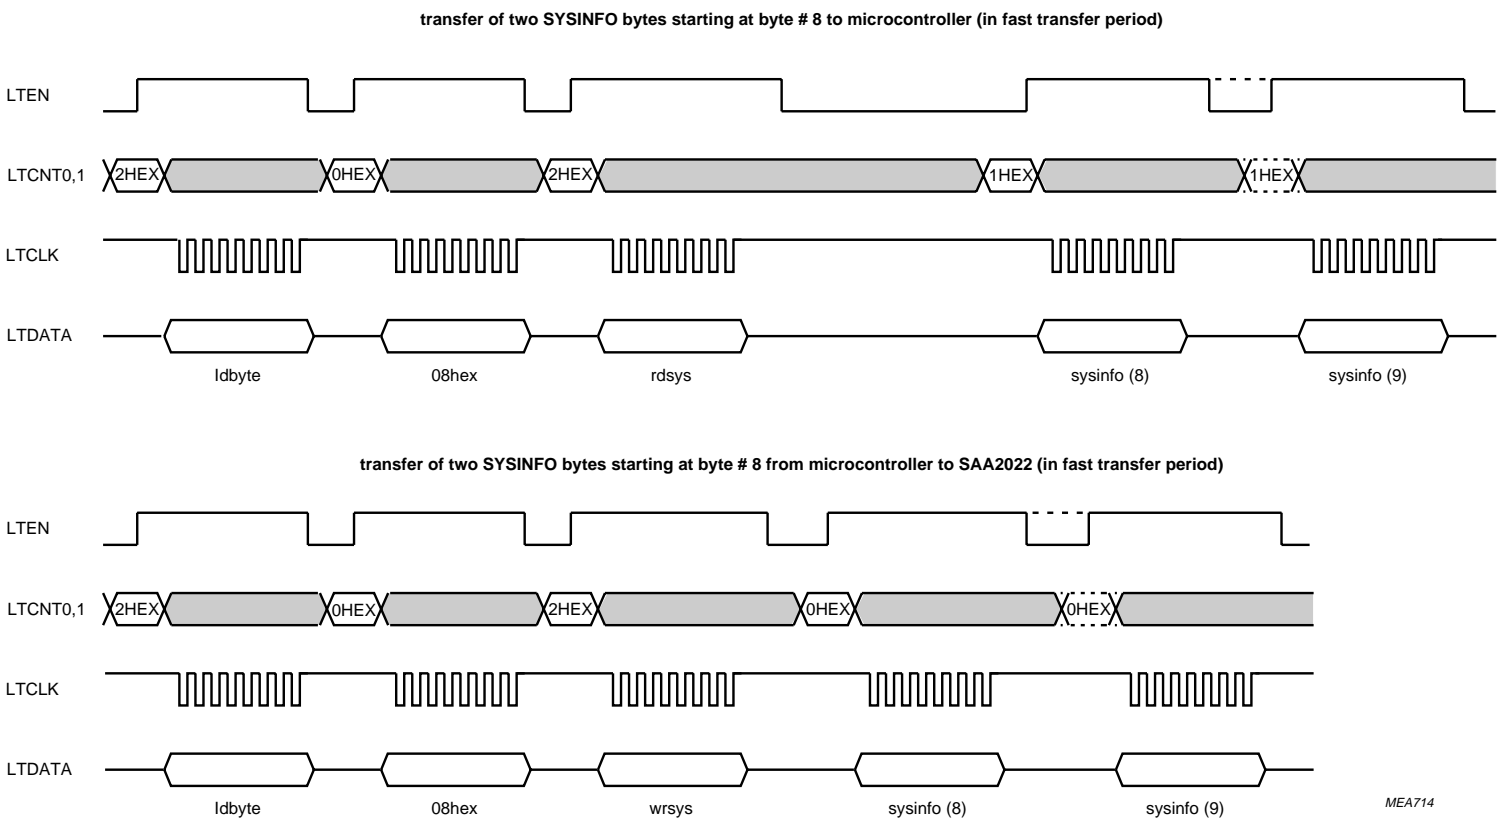 transfer of two SYSINFO bytes starting at byte # 8 to microcontroller (in fast transfer period)
LTEN
LTCNT0,1 2HEX 0HEX 2HEX 1HEX 1HEX
LTCLK
LTDATA
ldbyte 08hex rdsys sysinfo (8) sysinfo (9)
transfer of two SYSINFO bytes starting at byte # 8 from microcontroller to SAA2022 (in fast transfer period)
LTEN
LTCNT0,1 2HEX 0HEX 2HEX 0HEX 0HEX
LTCLK
LTDATA
ldbyte 08hex wrsys sysinfo (8) sysinfo (9)
MEA714